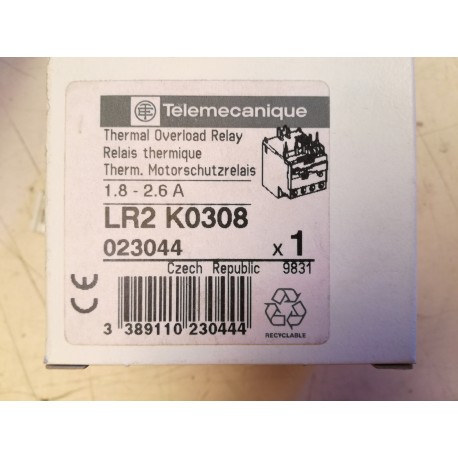 Telemecanique
Thermal Overload Relay
Relais thermique
Therm. Motorschutzrelais
1.8 - 2.6 A
LR2 K0308
023044 x 1
Czech Republic 9831
CE
3 389110 230444
RECYCLABLE